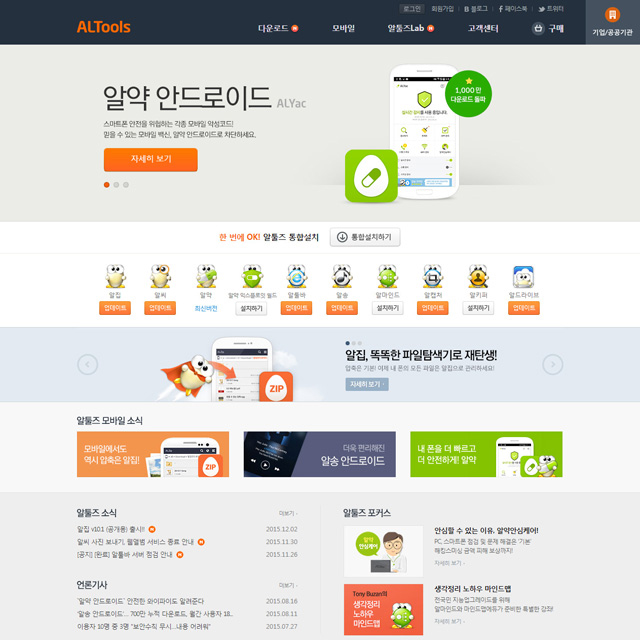 로그인 회원가입 블로그 페이스북 트위터
ALTools
다운로드 N 모바일 알툴즈Lab N 고객센터 구매
기업/공공기관
알약 안드로이드 ALYac
스마트폰 안전을 위협하는 각종 모바일 악성코드!
믿을 수 있는 모바일 백신, 알약 안드로이드로 차단하세요.
자세히 보기
1,000만
다운로드 돌파
한 번에 OK! 알툴즈 통합설치 통합설치하기
알집 알씨 알약 알약 익스플로잇 쉴드 알툴바 알송 알마인드 알캡처 알키퍼 알드라이브
업데이트 업데이트 최신버전 설치하기 업데이트 업데이트 설치하기 업데이트 설치하기 업데이트
ZIP
알집, 똑똑한 파일탐색기로 재탄생!
압축은 기본! 이제 내 폰의 모든 파일은 알집으로 관리하세요!
자세히 보기
알툴즈 모바일 소식
모바일에서도
역시 압축은 알집!
ZIP
더욱 편리해진
알송 안드로이드
내 폰을 더 빠르고
더 안전하게! 알약
알툴즈 소식 더보기
알집 v10.1 (공개용) 출시!! N 2015.12.02
알씨 사진 보내기, 웹앨범 서비스 종료 안내 N 2015.11.30
[공지] [완료] 알툴바 서버 점검 안내 N 2015.11.26
언론기사 더보기
'알약 안드로이드' 안전한 와이파이도 알려준다 2015.08.16
'알송 안드로이드'... 700만 누적 다운로드, 월간 사용자 18.. 2015.08.11
이용자 10명 중 3명 "보안수칙 무시...내용 어려워" 2015.07.27
알툴즈 포커스
알약
안심케어
안심할 수 있는 이유, 알약안심케어!
PC, 스마트폰 점검 및 문제 해결은 '기본'
해킹스미싱 금액 피해 보상까지!
자세히 보기
Tony Buzan의
생각정리
노하우
마인드맵
생각정리 노하우 마인드맵
전국민 지능업그레이드를 위해
알마인드와 마인드맵에듀가 준비한 특별한 강좌!
자세히 보기